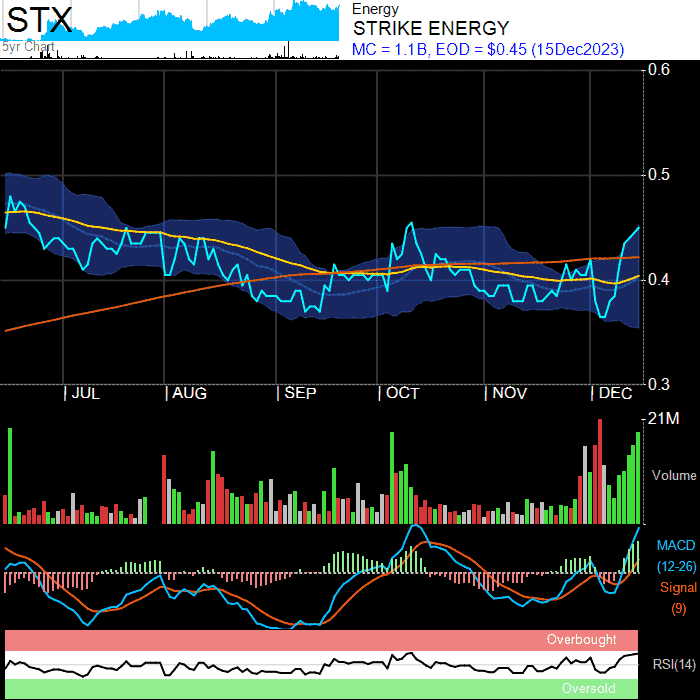 STX
5yr Chart
Energy
STRIKE ENERGY
MC = 1.1B, EOD = $0.45 (15Dec2023)
0.6
0.5
0.4
0.3
| JUL | AUG | SEP | OCT | NOV | DEC
21M
Volume
MACD
(12-26)
Signal
(9)
Overbought
RSI(14)
Oversold